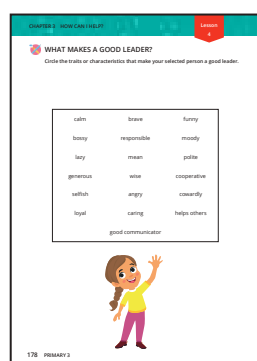 CHAPTER 3 HOW CAN I HELP?
Lesson
4
WHAT MAKES A GOOD LEADER?
Circle the traits or characteristics that make your selected person a good leader.
calm brave funny
bossy responsible moody
lazy mean polite
generous wise cooperative
selfish angry cowardly
loyal caring helps others
good communicator
178 PRIMARY 3